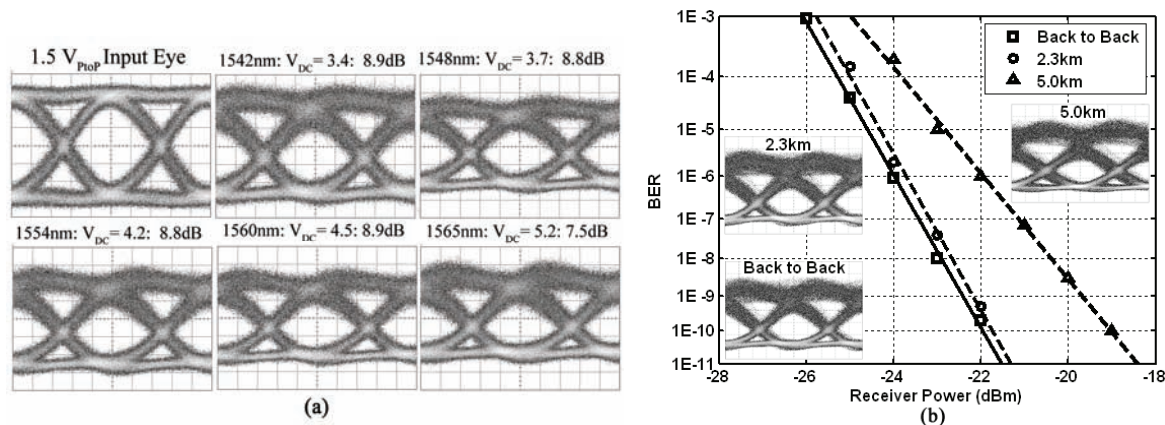 1.5 V_PtoP Input Eye
1542nm: V_DC = 3.4: 8.9dB
1548nm: V_DC = 3.7: 8.8dB
1554nm: V_DC = 4.2: 8.8dB
1560nm: V_DC = 4.5: 8.9dB
1565nm: V_DC = 5.2: 7.5dB
(a)
1E-3
1E-4
1E-5
1E-6
1E-7
1E-8
1E-9
1E-10
1E-11
BER
Back to Back
2.3km
5.0km
5.0km
2.3km
Back to Back
-28
-26
-24
-22
-20
-18
Receiver Power (dBm)
(b)